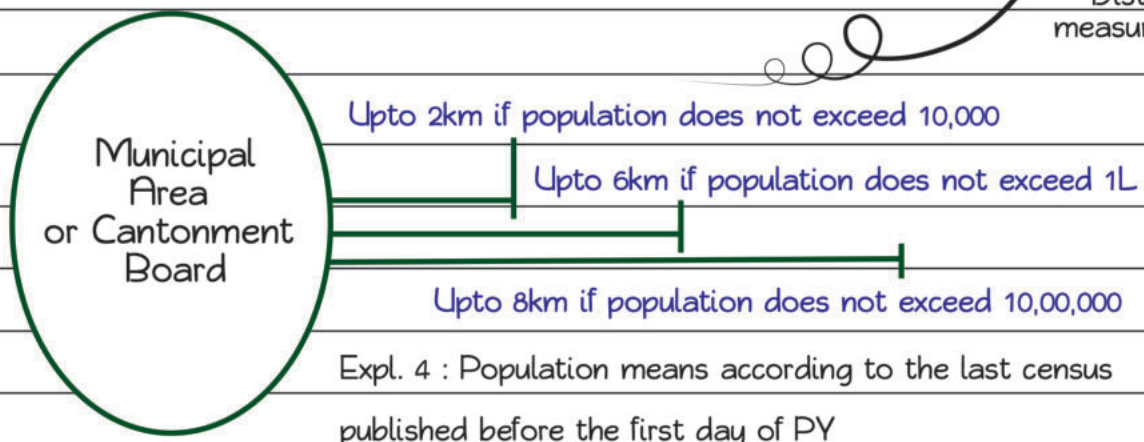 measur
Upto 2km if population does not exceed 10,000
Municipal
Area
or Cantonment
Board
Upto 6km if population does not exceed 1L
Upto 8km if population does not exceed 10,00,000
Expl. 4 : Population means according to the last census
published before the first day of PY